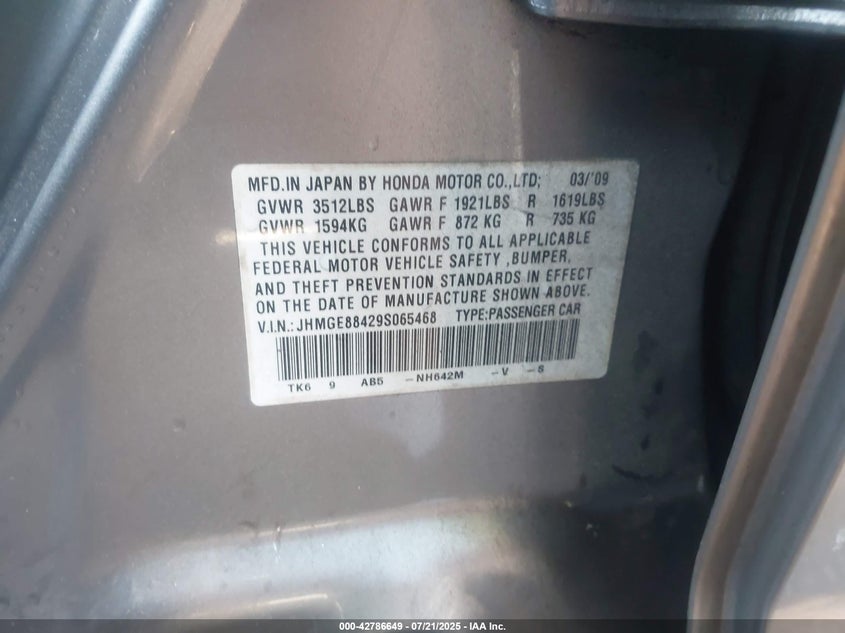 MFD.IN JAPAN BY HONDA MOTOR CO.,LTD; 03/'09
GVWR 3512LBS GAWR F 1921LBS R 1619LBS
GVWR 1594KG GAWR F 872 KG R 735 KG
THIS VEHICLE CONFORMS TO ALL APPLICABLE
FEDERAL MOTOR VEHICLE SAFETY ,BUMPER,
AND THEFT PREVENTION STANDARDS IN EFFECT
ON THE DATE OF MANUFACTURE SHOWN ABOVE.
V.I.N.:JHMGE88429S065468 TYPE:PASSENGER CAR
TK6 9 AB5 -NH642M -V -S
000-42786649 - 07/21/2025 - IAA Inc.